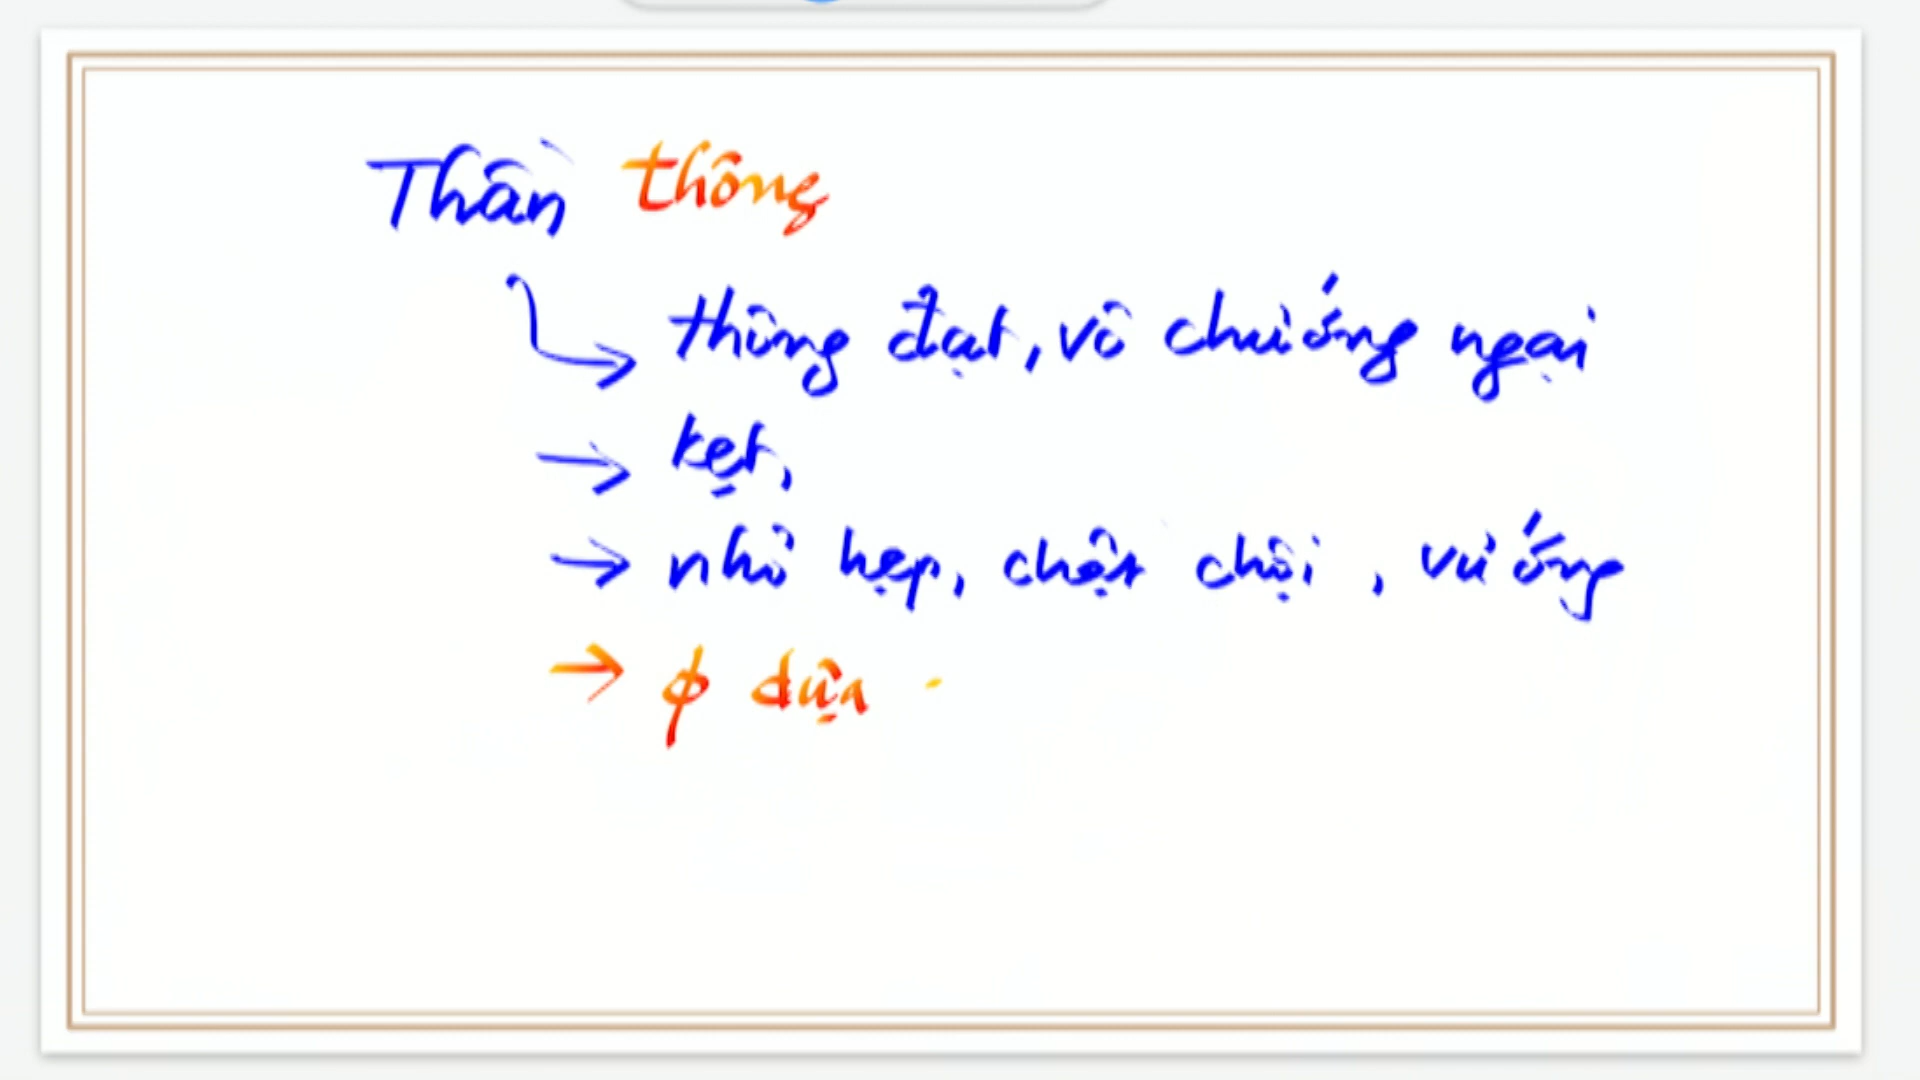 Thần thông
↳ thông đạt, vô chướng ngại
→ kẹt,
→ nhỏ hẹp, chật chội, vướng
→ ϕ dựa